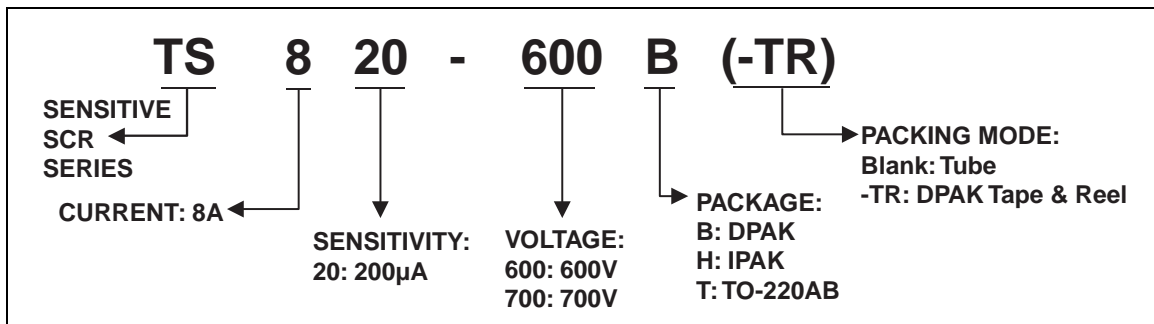 TS 8 20 - 600 B (-TR)
SENSITIVE
SCR
SERIES
CURRENT: 8A
SENSITIVITY:
20: 200µA
VOLTAGE:
600: 600V
700: 700V
PACKAGE:
B: DPAK
H: IPAK
T: TO-220AB
PACKING MODE:
Blank: Tube
-TR: DPAK Tape & Reel